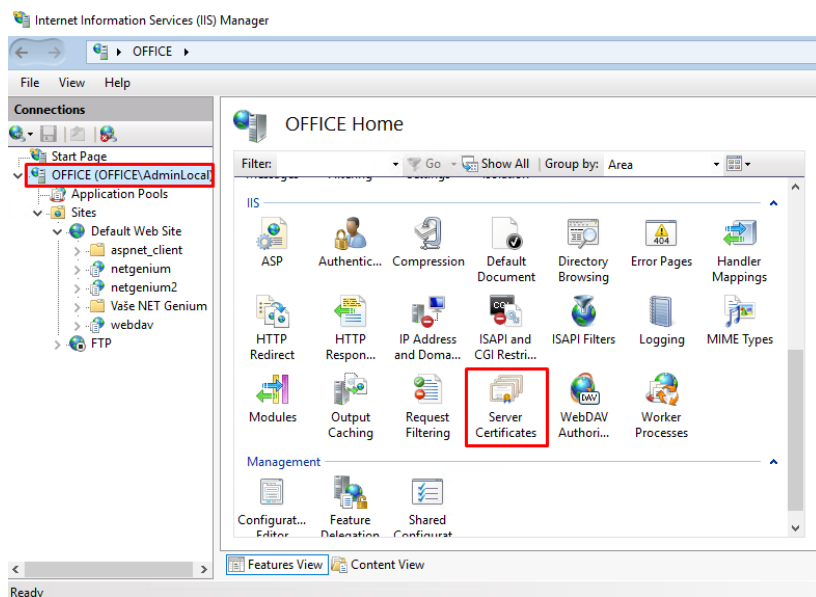 Internet Information Services (IIS) Manager
OFFICE
File View Help
Connections
Start Page
OFFICE (OFFICE\AdminLocal)
Application Pools
Sites
Default Web Site
aspnet_client
netgenium
netgenium2
Vaše NET Genium
webdav
FTP
OFFICE Home
Filter: Go Show All Group by: Area
IIS
ASP Authentic... Compression Default Directory Error Pages Handler
Document Browsing Mappings
HTTP HTTP IP Address ISAPI and ISAPI Filters Logging MIME Types
Redirect Respon... and Doma... CGI Restri...
Modules Output Request Server WebDAV Worker
Caching Filtering Certificates Authori... Processes
Management
Configurat... Feature Shared
Editor Delegation Configurat
Features View Content View
Ready